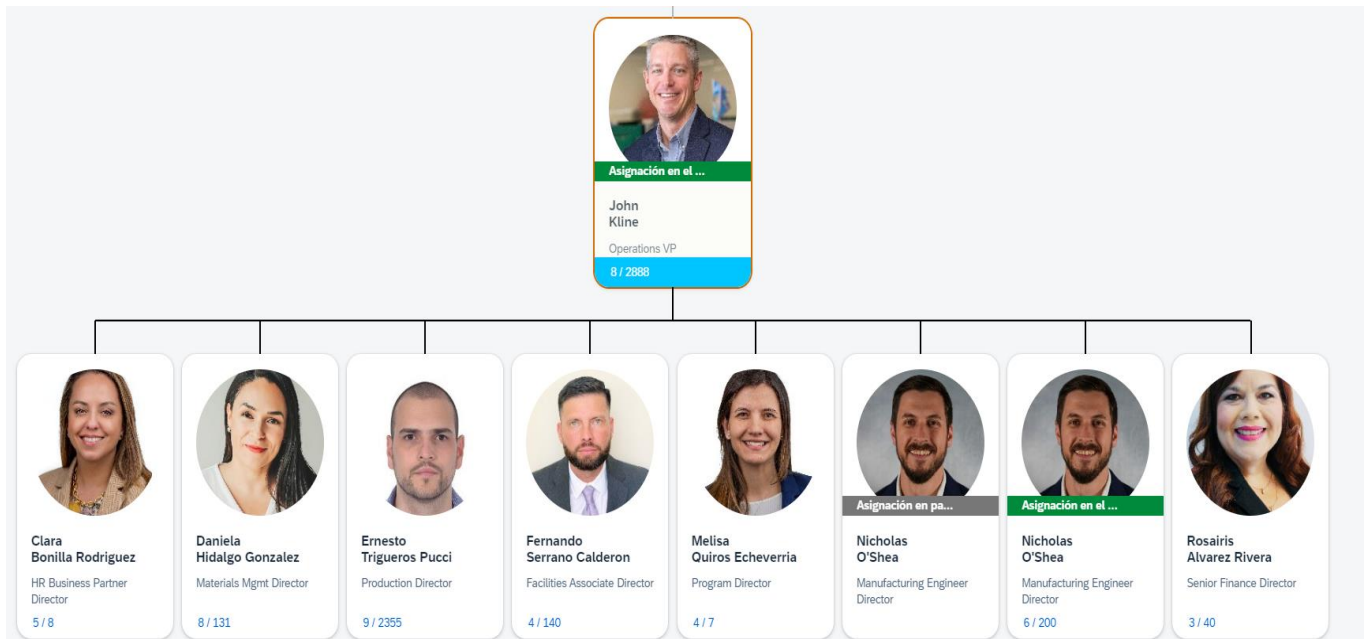 Asignación en el ...
John
Kline
Operations VP
8 / 2888
Clara
Bonilla Rodriguez
HR Business Partner
Director
5 / 8
Daniela
Hidalgo Gonzalez
Materials Mgmt Director
8 / 131
Ernesto
Trigueros Pucci
Production Director
9 / 2355
Fernando
Serrano Calderon
Facilities Associate Director
4 / 140
Melisa
Quiros Echeverria
Program Director
4 / 7
Asignación en pa...
Nicholas
O'Shea
Manufacturing Engineer
Director
Asignación en el ...
Nicholas
O'Shea
Manufacturing Engineer
Director
6 / 200
Rosairis
Alvarez Rivera
Senior Finance Director
3 / 40